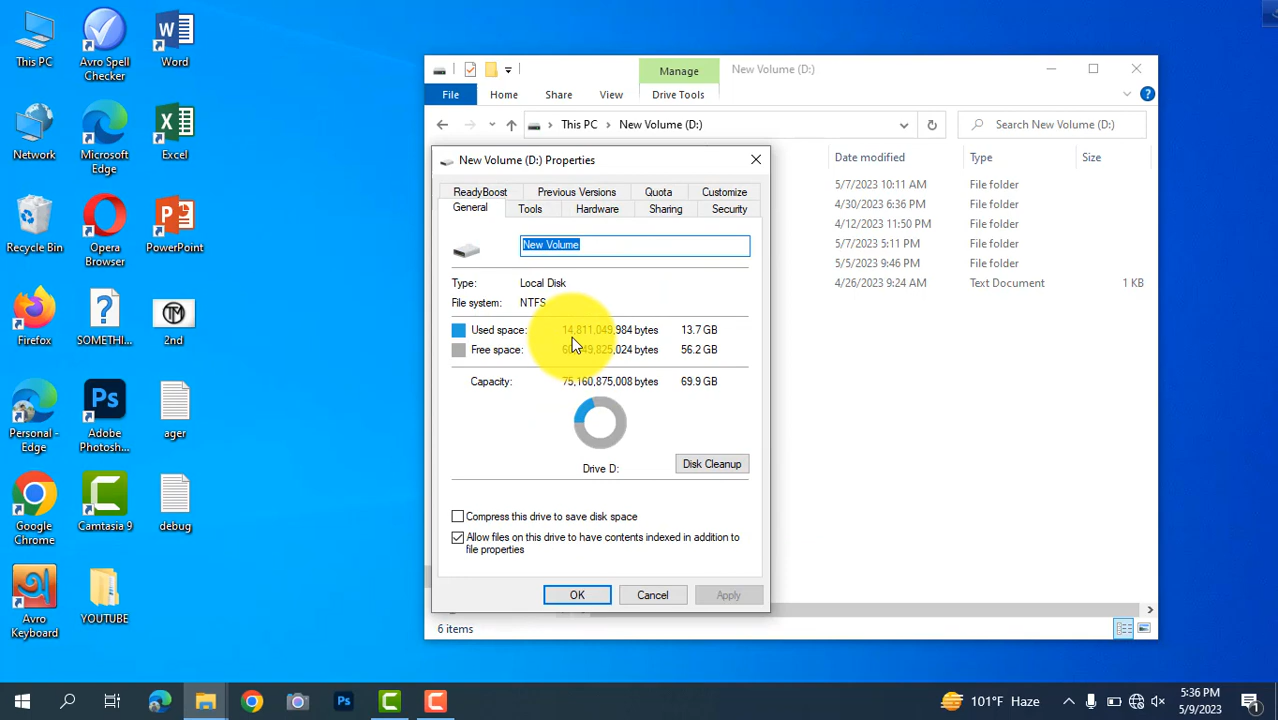 This PC
Avro Spell
Checker
Word
Network
Microsoft
Edge
Excel
Recycle Bin
Opera
Browser
PowerPoint
Firefox
SOMETHI...
2nd
Personal -
Edge
Adobe
Photosh...
ager
Google
Chrome
Camtasia 9
debug
Avro
Keyboard
YOUTUBE
Manage
New Volume (D:)
File
Home
Share
View
Drive Tools
This PC
New Volume (D:)
Search New Volume (D:)
Date modified
Type
Size
5/7/2023 10:11 AM
File folder
4/30/2023 6:36 PM
File folder
4/12/2023 11:50 PM
File folder
5/7/2023 5:11 PM
File folder
5/5/2023 9:46 PM
File folder
4/26/2023 9:24 AM
Text Document
1 KB
New Volume (D:) Properties
ReadyBoost
Previous Versions
Quota
Customize
General
Tools
Hardware
Sharing
Security
New Volume
Type:
Local Disk
File system:
NTFS
Used space:
14,811,049,984 bytes
13.7 GB
Free space:
bytes
56.2 GB
Capacity:
75,160,875,008 bytes
69.9 GB
Drive D:
Disk Cleanup
Compress this drive to save disk space
Allow files on this drive to have contents indexed in addition to
file properties
OK
Cancel
Apply
6 items
101°F Haze
5:36 PM
5/9/2023
1